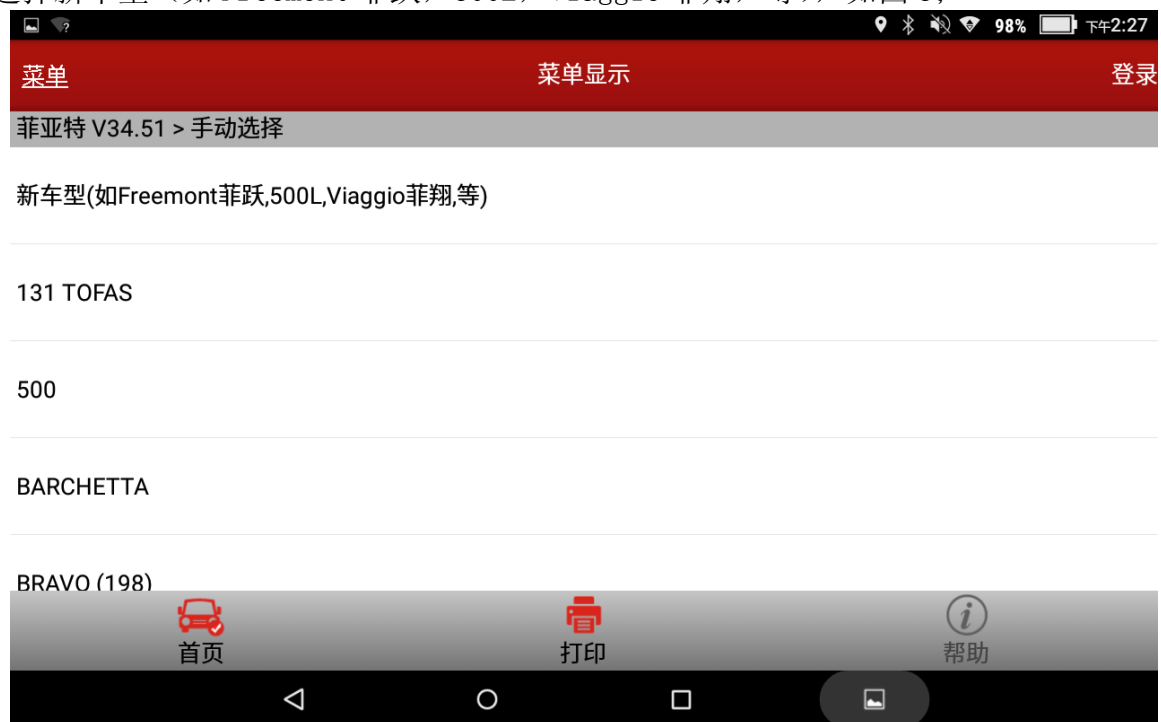 98% 下午2:27
菜单 菜单显示 登录
菲亚特 V34.51 > 手动选择
新车型(如Freemont菲跃,500L,Viaggio菲翔,等)
131 TOFAS
500
BARCHETTA
BRAVO (198)
首页 打印 帮助